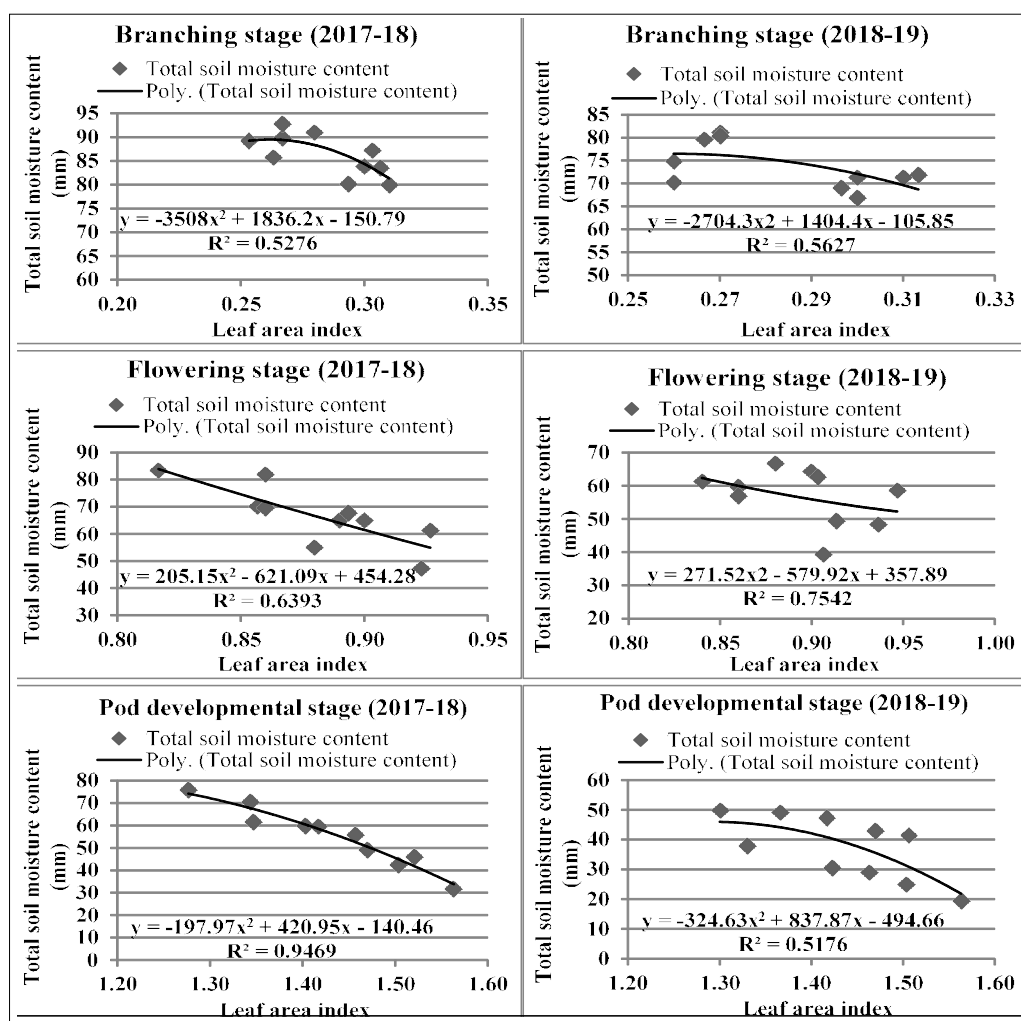 Branching stage (2017-18)
Total soil moisture content
Poly. (Total soil moisture content)
Total soil moisture content
(mm)
95
90
85
80
75
70
65
60
y = -3508x² + 1836.2x - 150.79
R² = 0.5276
0.20 0.25 0.30 0.35
Leaf area index
Branching stage (2018-19)
Total soil moisture content
Poly. (Total soil moisture content)
Total soil moisture content
(mm)
85
80
75
70
65
60
55
50
y = -2704.3x2 + 1404.4x - 105.85
R² = 0.5627
0.25 0.27 0.29 0.31 0.33
Leaf area index
Flowering stage (2017-18)
Total soil moisture content
Poly. (Total soil moisture content)
Total soil moisture content
(mm)
90
80
70
60
50
40
30
y = 205.15x² - 621.09x + 454.28
R² = 0.6393
0.80 0.85 0.90 0.95
Leaf area index
Flowering stage (2018-19)
Total soil moisture content
Poly. (Total soil moisture content)
Total soil moisture content
(mm)
70
60
50
40
30
20
y = 271.52x2 - 579.92x + 357.89
R² = 0.7542
0.80 0.85 0.90 0.95 1.00
Leaf area index
Pod developmental stage (2017-18)
Total soil moisture content
Poly. (Total soil moisture content)
Total soil moisture content
(mm)
80
70
60
50
40
30
20
10
0
y = -197.97x² + 420.95x - 140.46
R² = 0.9469
1.20 1.30 1.40 1.50 1.60
Leaf area index
Pod developmental stage (2018-19)
Total soil moisture content
Poly. (Total soil moisture content)
Total soil moisture content
(mm)
60
50
40
30
20
10
0
y = -324.63x² + 837.87x - 494.66
R² = 0.5176
1.20 1.30 1.40 1.50 1.60
Leaf area index